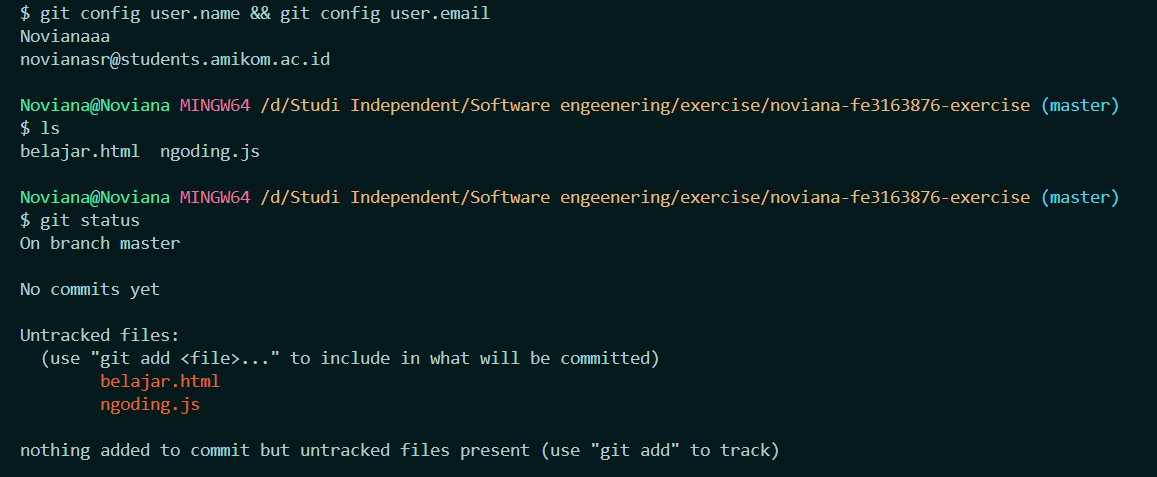 $ git config user.name && git config user.email
Novianaaa
novianasr@students.amikom.ac.id
Noviana@Noviana MINGW64 /d/Studi Independent/Software engeenering/exercise/noviana-fe3163876-exercise (master)
$ ls
belajar.html  ngoding.js
Noviana@Noviana MINGW64 /d/Studi Independent/Software engeenering/exercise/noviana-fe3163876-exercise (master)
$ git status
On branch master
No commits yet
Untracked files:
  (use "git add <file>..." to include in what will be committed)
        belajar.html
        ngoding.js
nothing added to commit but untracked files present (use "git add" to track)